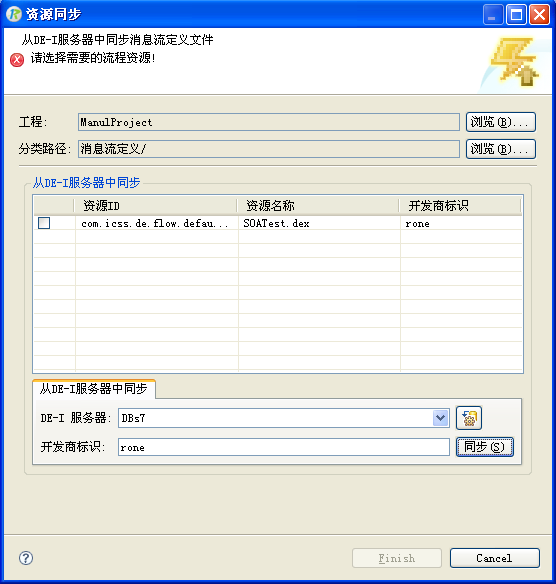 资源同步
从DE-I服务器中同步消息流定义文件
请选择需要的流程资源!
工程: ManulProject 浏览(B)...
分类路径: 消息流定义/ 浏览(B)...
从DE-I服务器中同步
资源ID 资源名称 开发商标识
com.icss.de.flow.defau... SOATest.dex rone
从DE-I服务器中同步
DE-I 服务器: DBs7
开发商标识: rone 同步(S)
Finish Cancel